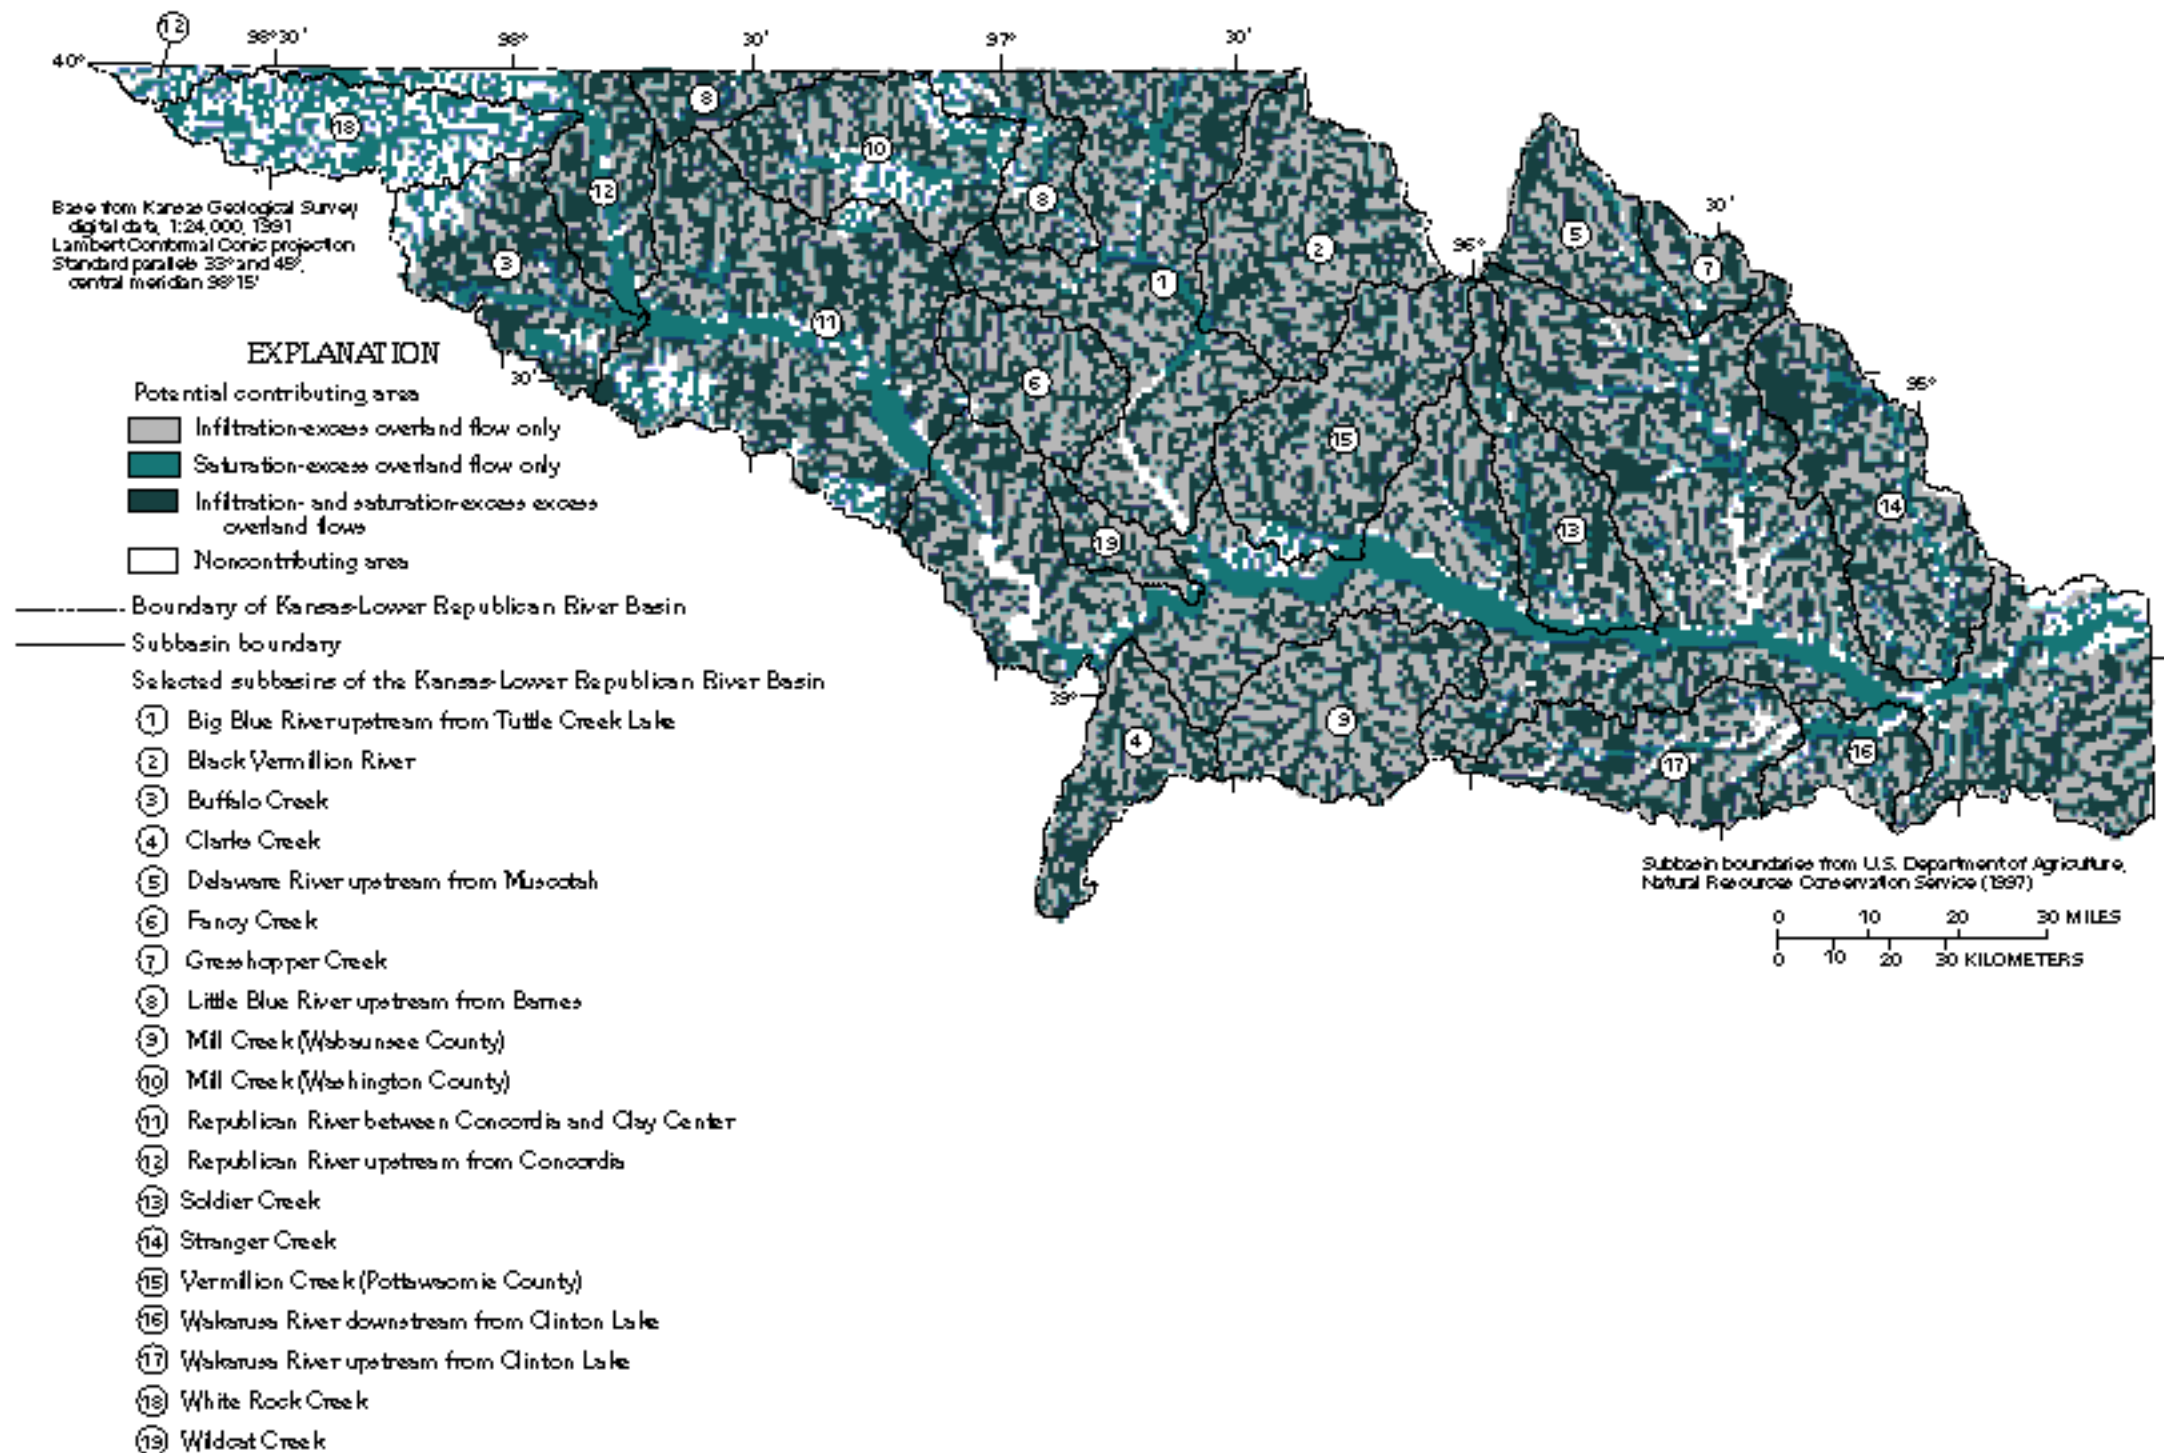 12
98°30' 98° 30' 97° 30'
40°
8
18
10
12
8
5
30'
2
96°
3
1
7
Base from Kansas Geological Survey
digital data, 1:24,000, 1991
Lambert Conformal Conic projection
Standard parallels 33° and 45°,
central meridian 98°15'
11
EXPLANATION
30'
6
95°
Potential contributing area
Infiltration-excess overland flow only
15
Saturation-excess overland flow only
Infiltration- and saturation-excess excess
overland flows
14
13
19
Noncontributing area
Boundary of Kansas-Lower Republican River Basin
Subbasin boundary
Selected subbasins of the Kansas-Lower Republican River Basin
39°
9
4
16
17
1 Big Blue River upstream from Tuttle Creek Lake
2 Black Vermillion River
3 Buffalo Creek
4 Clarks Creek
5 Delaware River upstream from Muscotah
6 Fancy Creek
7 Grasshopper Creek
8 Little Blue River upstream from Barnes
9 Mill Creek (Wabaunsee County)
10 Mill Creek (Washington County)
11 Republican River between Concordia and Clay Center
12 Republican River upstream from Concordia
13 Soldier Creek
14 Stranger Creek
15 Vermillion Creek (Pottawaomie County)
16 Wakarusa River downstream from Clinton Lake
17 Wakarusa River upstream from Clinton Lake
18 White Rock Creek
19 Wildcat Creek
Subbasin boundaries from U.S. Department of Agriculture,
Natural Resources Conservation Service (1997)
0 10 20 30 MILES
0 10 20 30 KILOMETERS